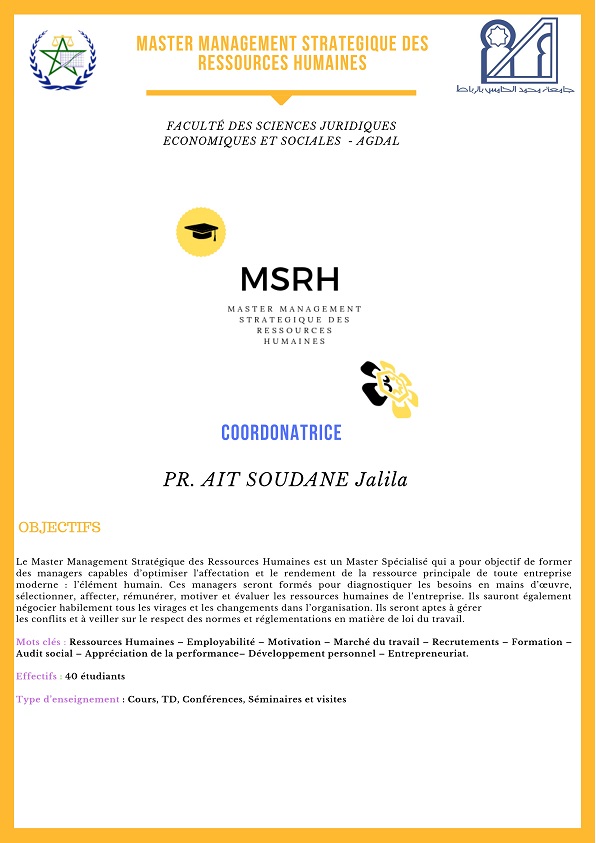 MASTER MANAGEMENT STRATEGIQUE DES
RESSOURCES HUMAINES
جامعة محمد الخامس بالرباط
FACULTÉ DES SCIENCES JURIDIQUES
ECONOMIQUES ET SOCIALES - AGDAL
MSRH
MASTER MANAGEMENT
STRATEGIQUE DES
RESSOURCES
HUMAINES
COORDONATRICE
PR. AIT SOUDANE Jalila
OBJECTIFS
Le Master Management Stratégique des Ressources Humaines est un Master Spécialisé qui a pour objectif de former
des managers capables d'optimiser l'affectation et le rendement de la ressource principale de toute entreprise
moderne : l'élément humain. Ces managers seront formés pour diagnostiquer les besoins en mains d'œuvre,
sélectionner, affecter, rémunérer, motiver et évaluer les ressources humaines de l'entreprise. Ils sauront également
négocier habilement tous les virages et les changements dans l'organisation. Ils seront aptes à gérer
les conflits et à veiller sur le respect des normes et réglementations en matière de loi du travail.
Mots clés : Ressources Humaines – Employabilité – Motivation – Marché du travail – Recrutements – Formation –
Audit social – Appréciation de la performance– Développement personnel – Entrepreneuriat.
Effectifs : 40 étudiants
Type d'enseignement : Cours, TD, Conférences, Séminaires et visites